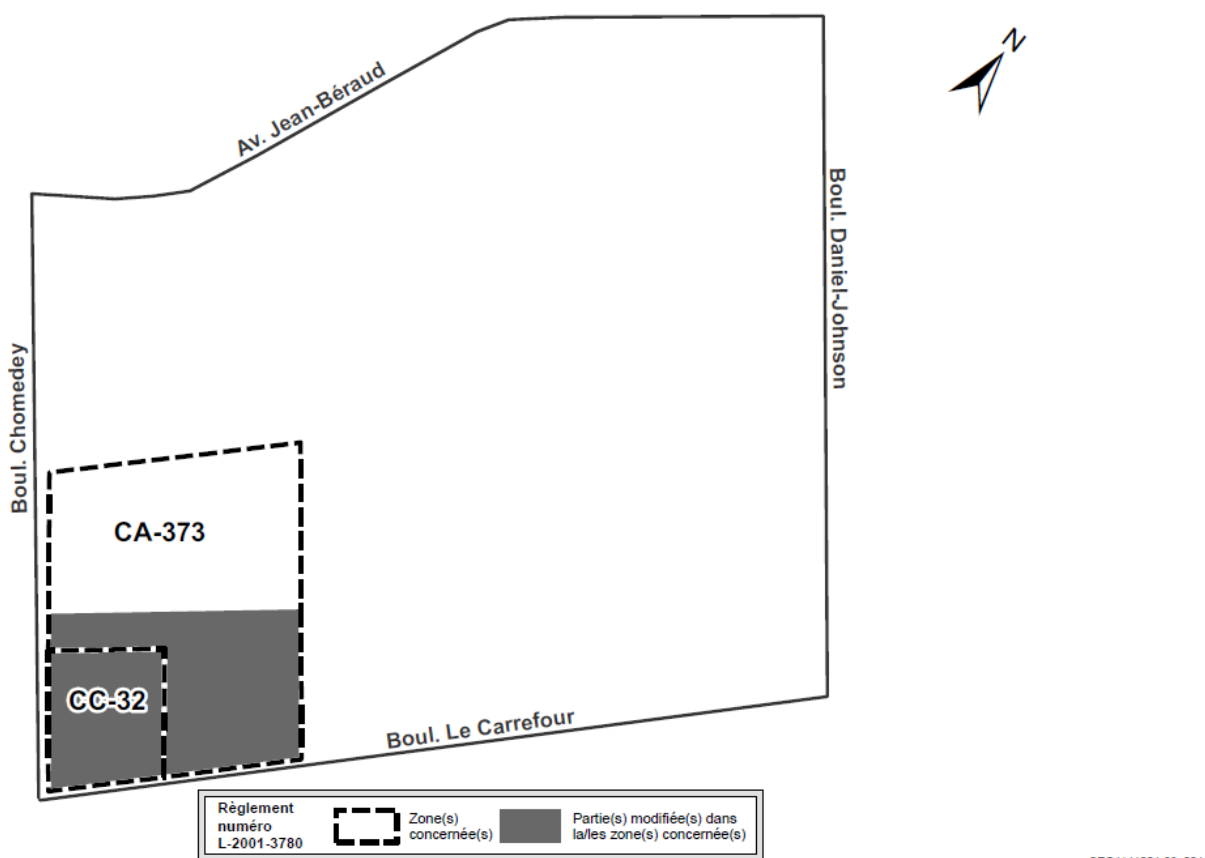 N
Av. Jean-Béraud
Boul. Daniel-Johnson
Boul. Chomedey
CA-373
CC-32
Boul. Le Carrefour
Règlement
numéro
L-2001-3780
Zone(s)
concernée(s)
Partie(s) modifiée(s) dans
la/les zone(s) concernée(s)